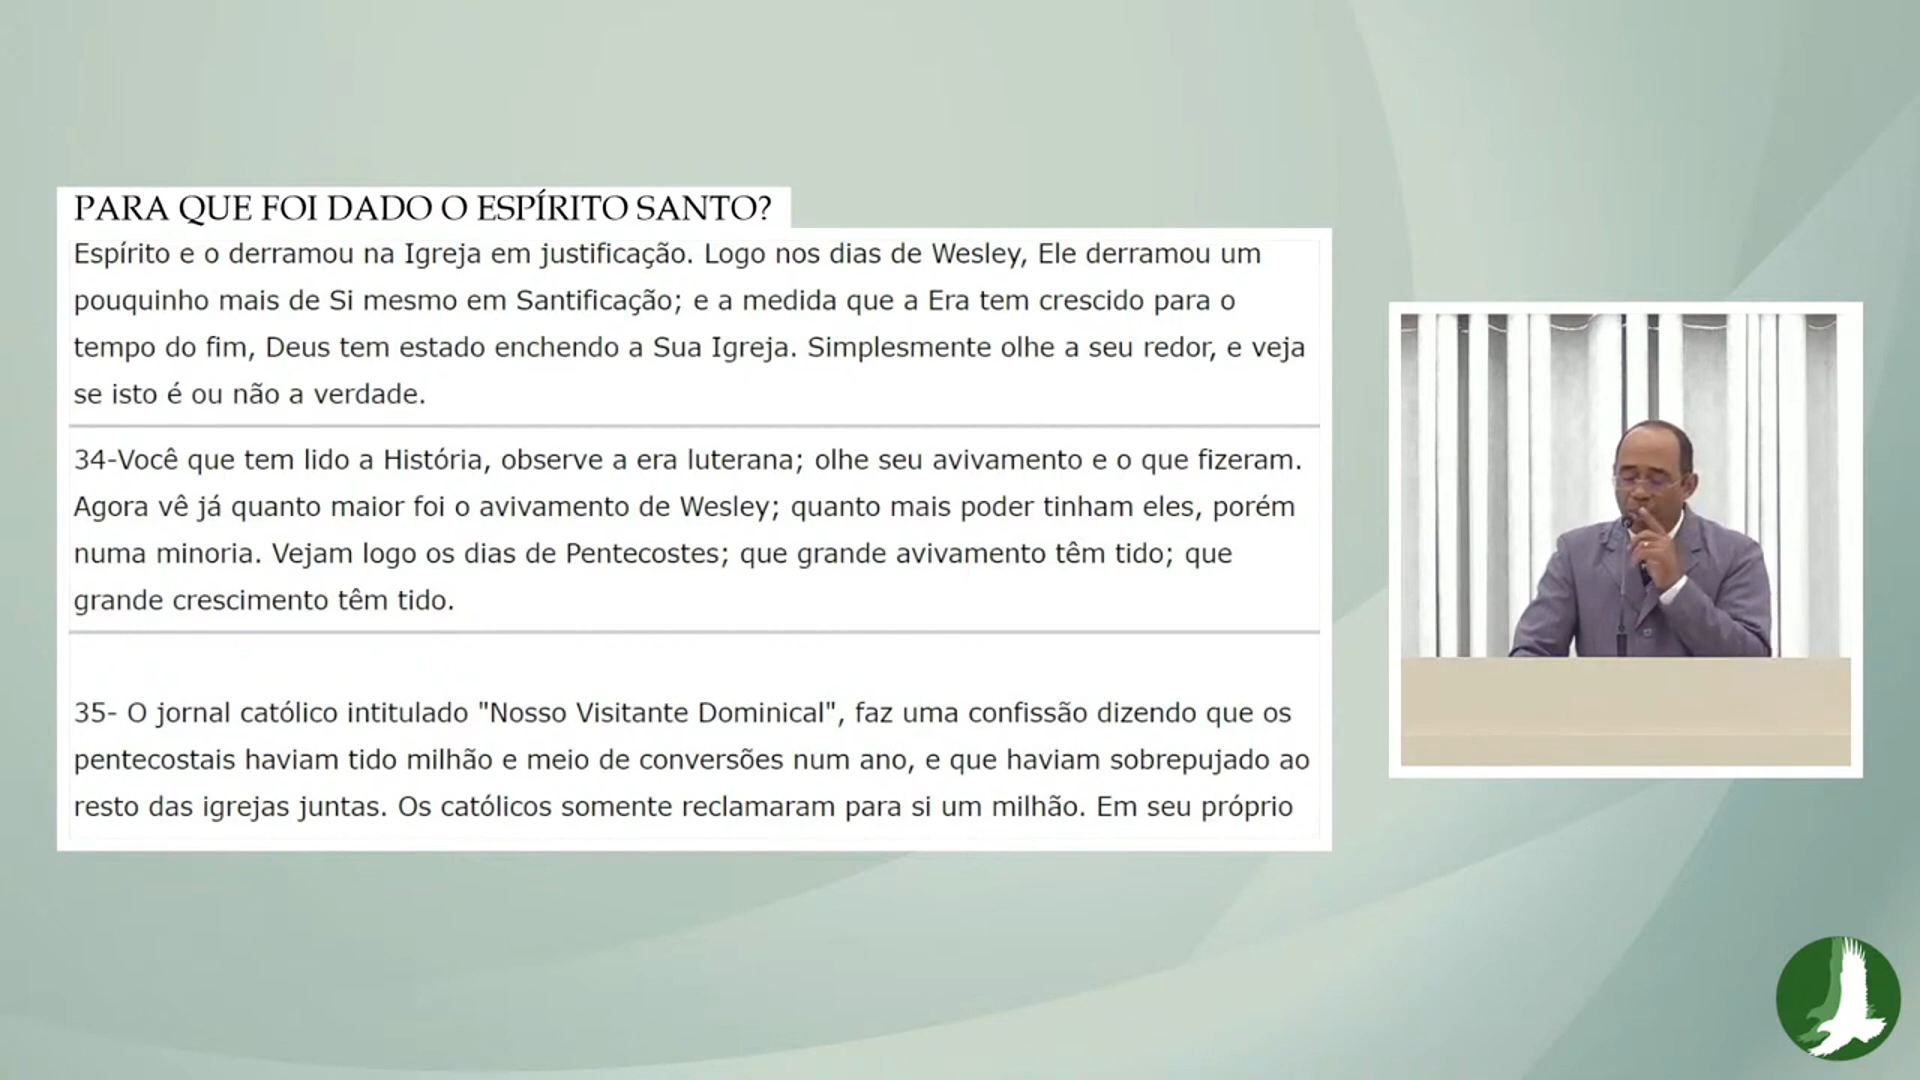 PARA QUE FOI DADO O ESPÍRITO SANTO?
Espírito e o derramou na Igreja em justificação. Logo nos dias de Wesley, Ele derramou um
pouquinho mais de Si mesmo em Santificação; e a medida que a Era tem crescido para o
tempo do fim, Deus tem estado enchendo a Sua Igreja. Simplesmente olhe a seu redor, e veja
se isto é ou não a verdade.
34-Você que tem lido a História, observe a era luterana; olhe seu avivamento e o que fizeram.
Agora vê já quanto maior foi o avivamento de Wesley; quanto mais poder tinham eles, porém
numa minoria. Vejam logo os dias de Pentecostes; que grande avivamento têm tido; que
grande crescimento têm tido.
35- O jornal católico intitulado "Nosso Visitante Dominical", faz uma confissão dizendo que os
pentecostais haviam tido milhão e meio de conversões num ano, e que haviam sobrepujado ao
resto das igrejas juntas. Os católicos somente reclamaram para si um milhão. Em seu próprio